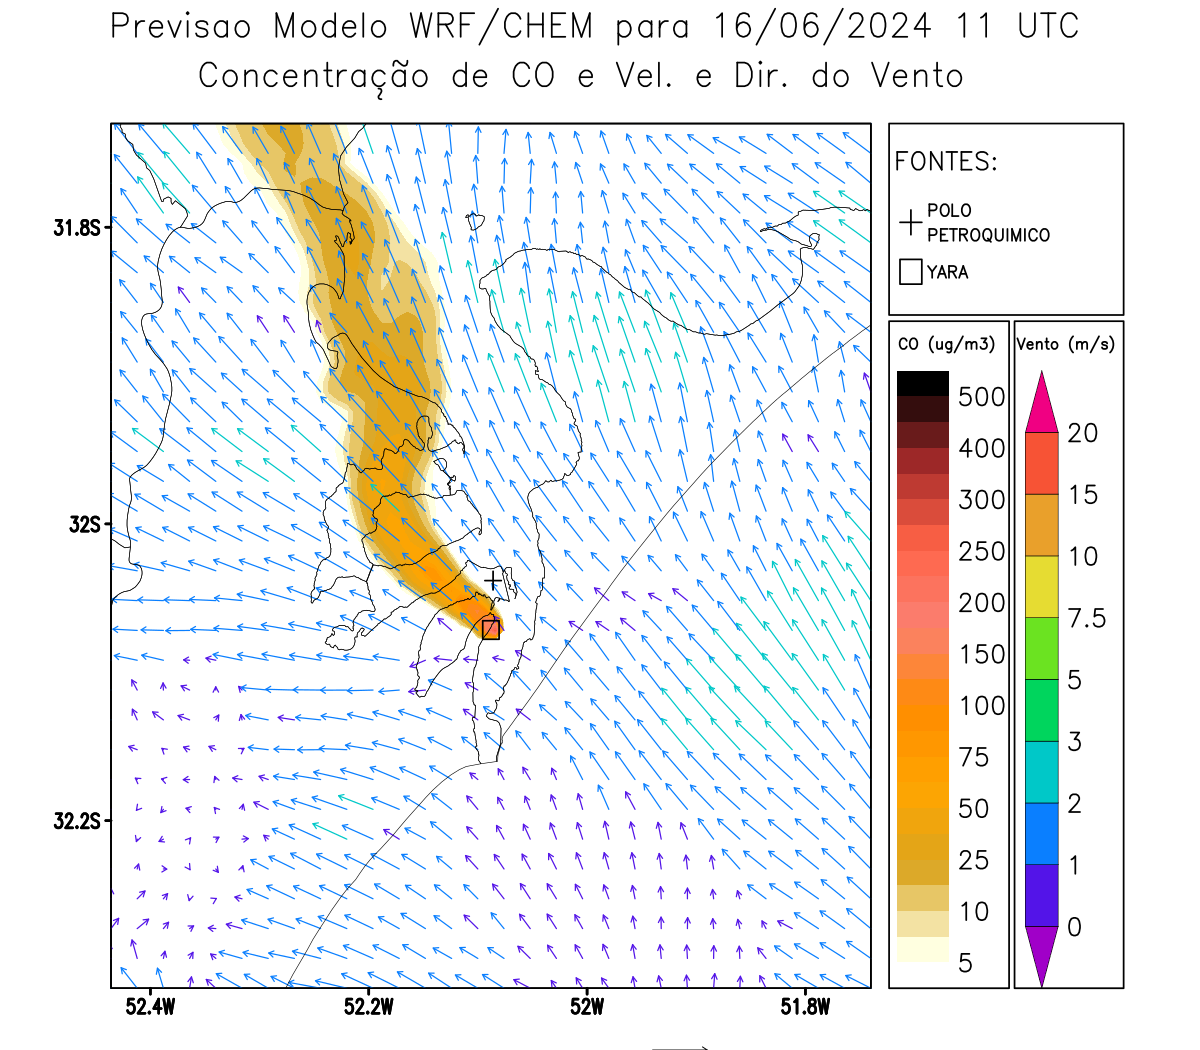 Previsao Modelo WRF/CHEM para 16/06/2024 11 UTC
Concentração de CO e Vel. e Dir. do Vento
FONTES:
POLO
PETROQUIMICO
YARA
31.8S
32S
32.2S
52.4W
52.2W
52W
51.8W
CO (ug/m3)
500
400
300
250
200
150
100
75
50
25
10
5
Vento (m/s)
20
15
10
7.5
5
3
2
1
0